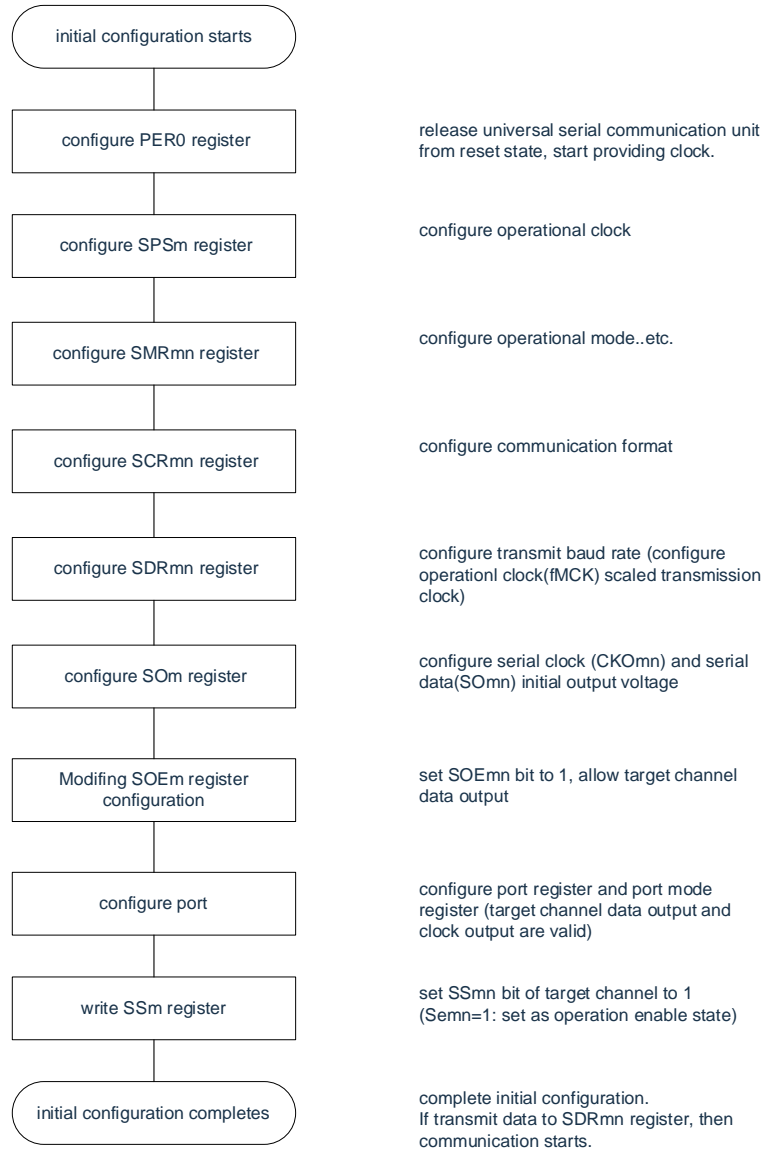 initial configuration starts
configure PER0 register
release universal serial communication unit
from reset state, start providing clock.
configure SPSm register
configure operational clock
configure SMRmn register
configure operational mode..etc.
configure SCRmn register
configure communication format
configure SDRmn register
configure transmit baud rate (configure
operationl clock(fMCK) scaled transmission
clock)
configure SOm register
configure serial clock (CKOmn) and serial
data(SOmn) initial output voltage
Modifing SOEm register
configuration
set SOEmn bit to 1, allow target channel
data output
configure port
configure port register and port mode
register (target channel data output and
clock output are valid)
write SSm register
set SSmn bit of target channel to 1
(Semn=1: set as operation enable state)
initial configuration completes
complete initial configuration.
If transmit data to SDRmn register, then
communication starts.